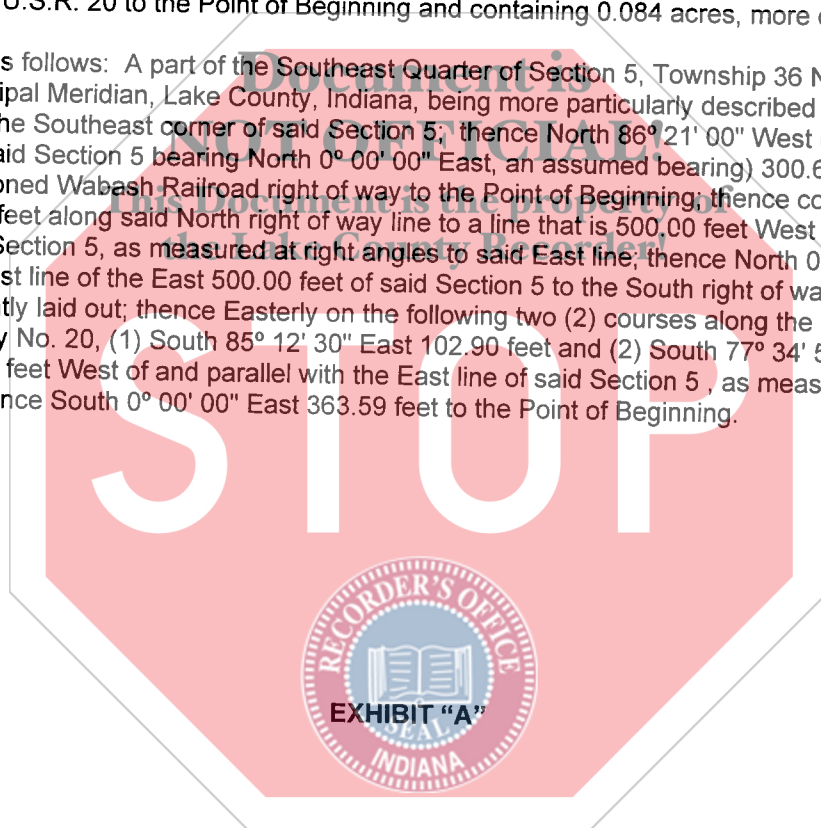 U.S.R. 20 to the Point of Beginning and containing 0.084 acres, more
s follows: A part of the Southeast Quarter of Section 5, Township 36 N
ipal Meridian, Lake County, Indiana, being more particularly described
he Southeast corner of said Section 5; thence North 86º 21' 00" West
aid Section 5 bearing North 0º 00' 00" East, an assumed bearing) 300.6
oned Wabash Railroad right of way to the Point of Beginning; thence co
feet along said North right of way line to a line that is 500.00 feet West
Section 5, as measured at right angles to said East line; thence North 0
st line of the East 500.00 feet of said Section 5 to the South right of wa
tly laid out; thence Easterly on the following two (2) courses along the
y No. 20, (1) South 85º 12' 30" East 102.90 feet and (2) South 77º 34' 5
feet West of and parallel with the East line of said Section 5 , as meas
nce South 0º 00' 00" East 363.59 feet to the Point of Beginning.
Document is
NOT OFFICIAL!
This Document is the property of
the Lake County Recorder!
STOP
RECORDER'S OFFICE
EXHIBIT “A”
SEAL
INDIANA